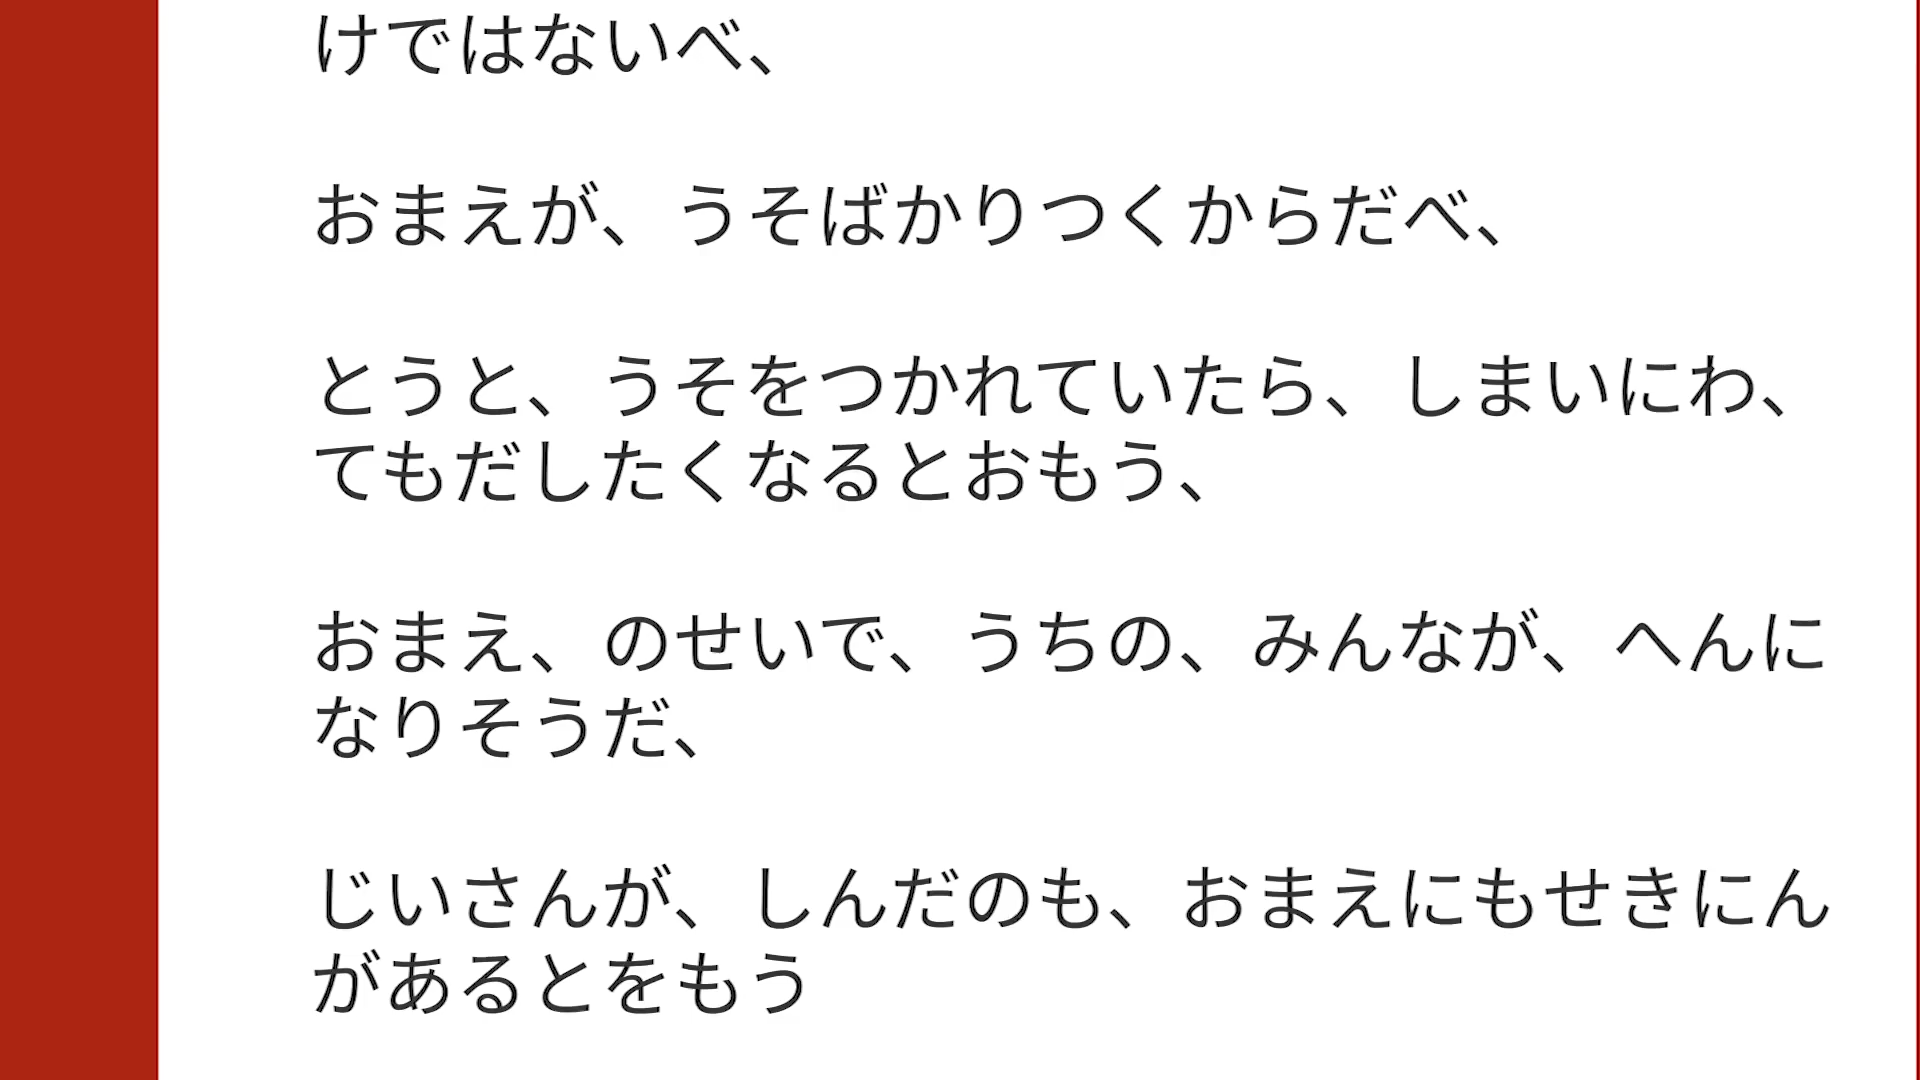 けではないべ、
おまえが、うそばかりつくからだべ、
とうと、うそをつかれていたら、しまいにわ、
てもだしたくなるとおもう、
おまえ、のせいで、うちの、みんなが、へんに
なりそうだ、
じいさんが、しんだのも、おまえにもせきにん
があるとをもう